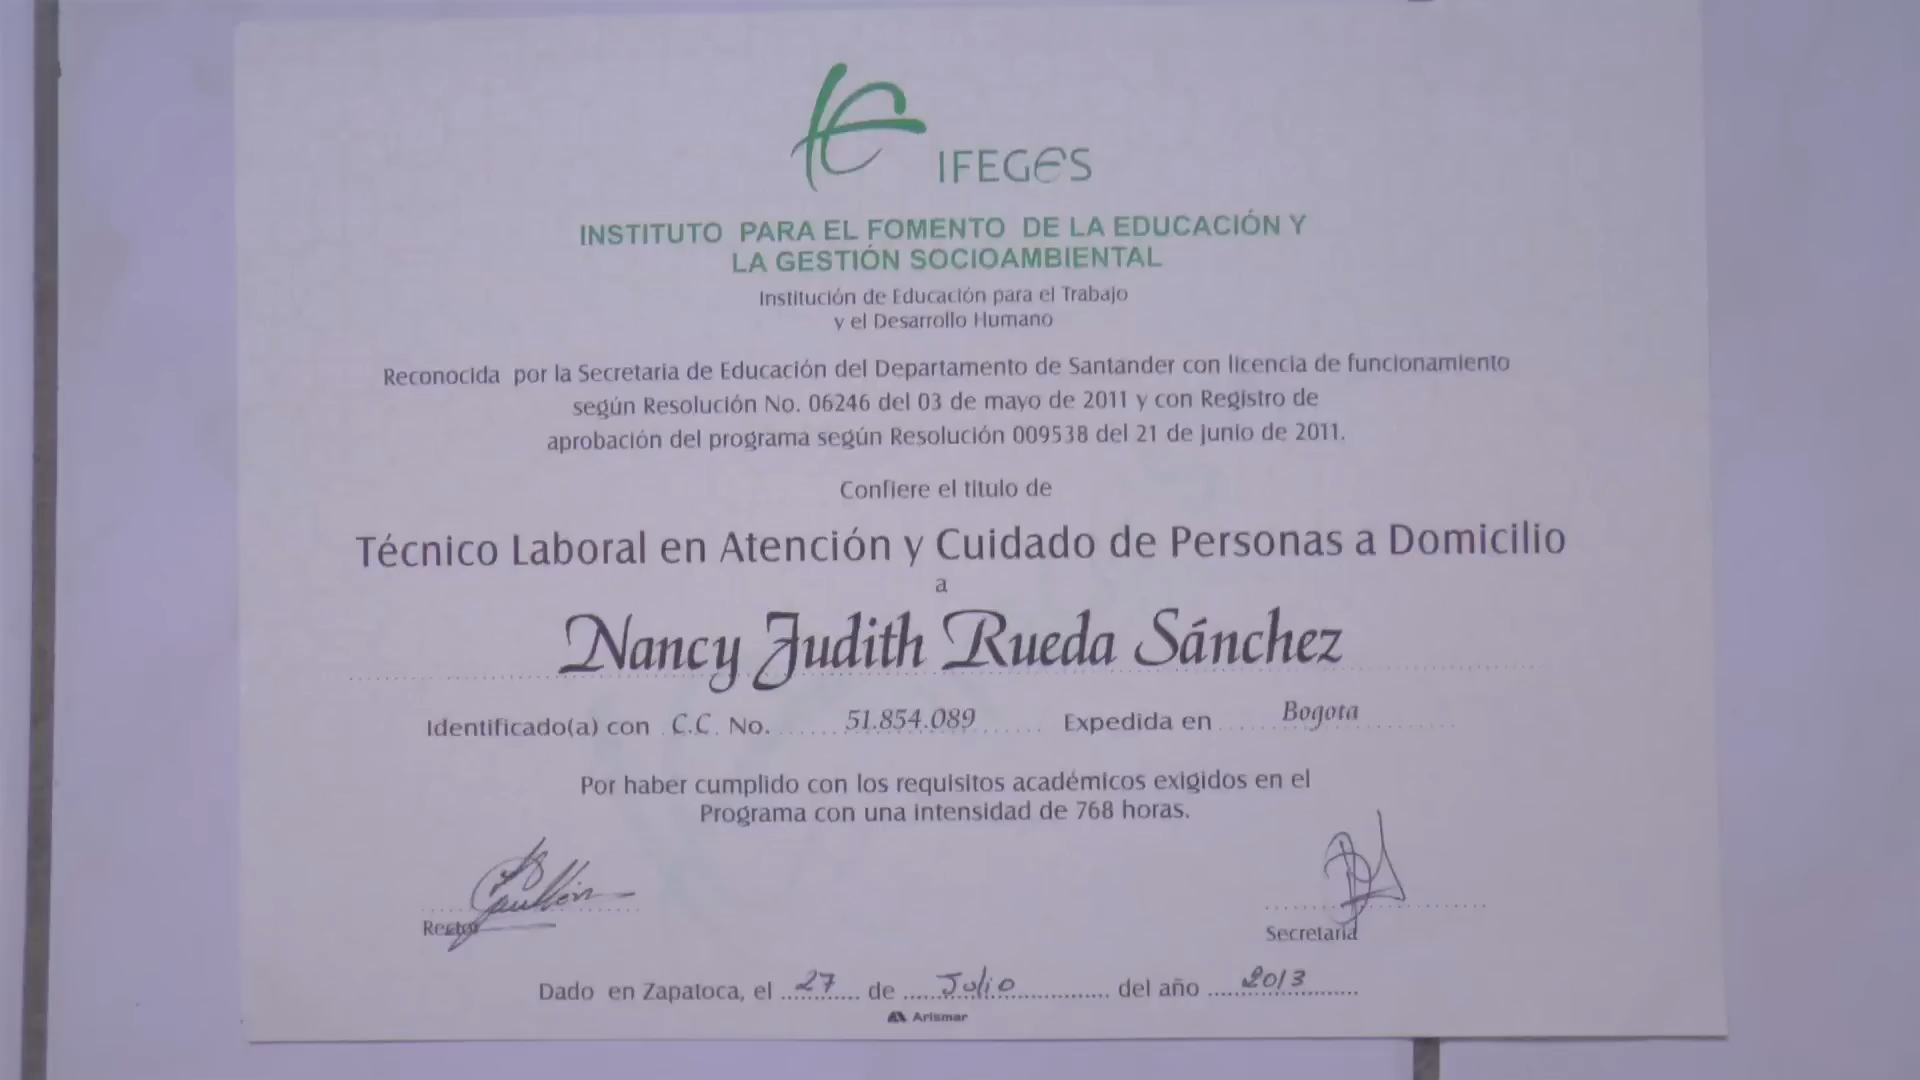 IFEGES
INSTITUTO PARA EL FOMENTO DE LA EDUCACIÓN Y
LA GESTIÓN SOCIOAMBIENTAL
Institución de Educación para el Trabajo
y el Desarrollo Humano
Reconocida por la Secretaria de Educación del Departamento de Santander con licencia de funcionamiento
según Resolución No. 06246 del 03 de mayo de 2011 y con Registro de
aprobación del programa según Resolución 009538 del 21 de junio de 2011.
Confiere el titulo de
Técnico Laboral en Atención y Cuidado de Personas a Domicilio
a
Nancy Judith Rueda Sánchez
Identificado(a) con C.C. No. 51.854.089 Expedida en Bogota
Por haber cumplido con los requisitos académicos exigidos en el
Programa con una intensidad de 768 horas.
Rector Secretaria
Dado en Zapatoca, el 27 de Julio del año 2013
Arismar